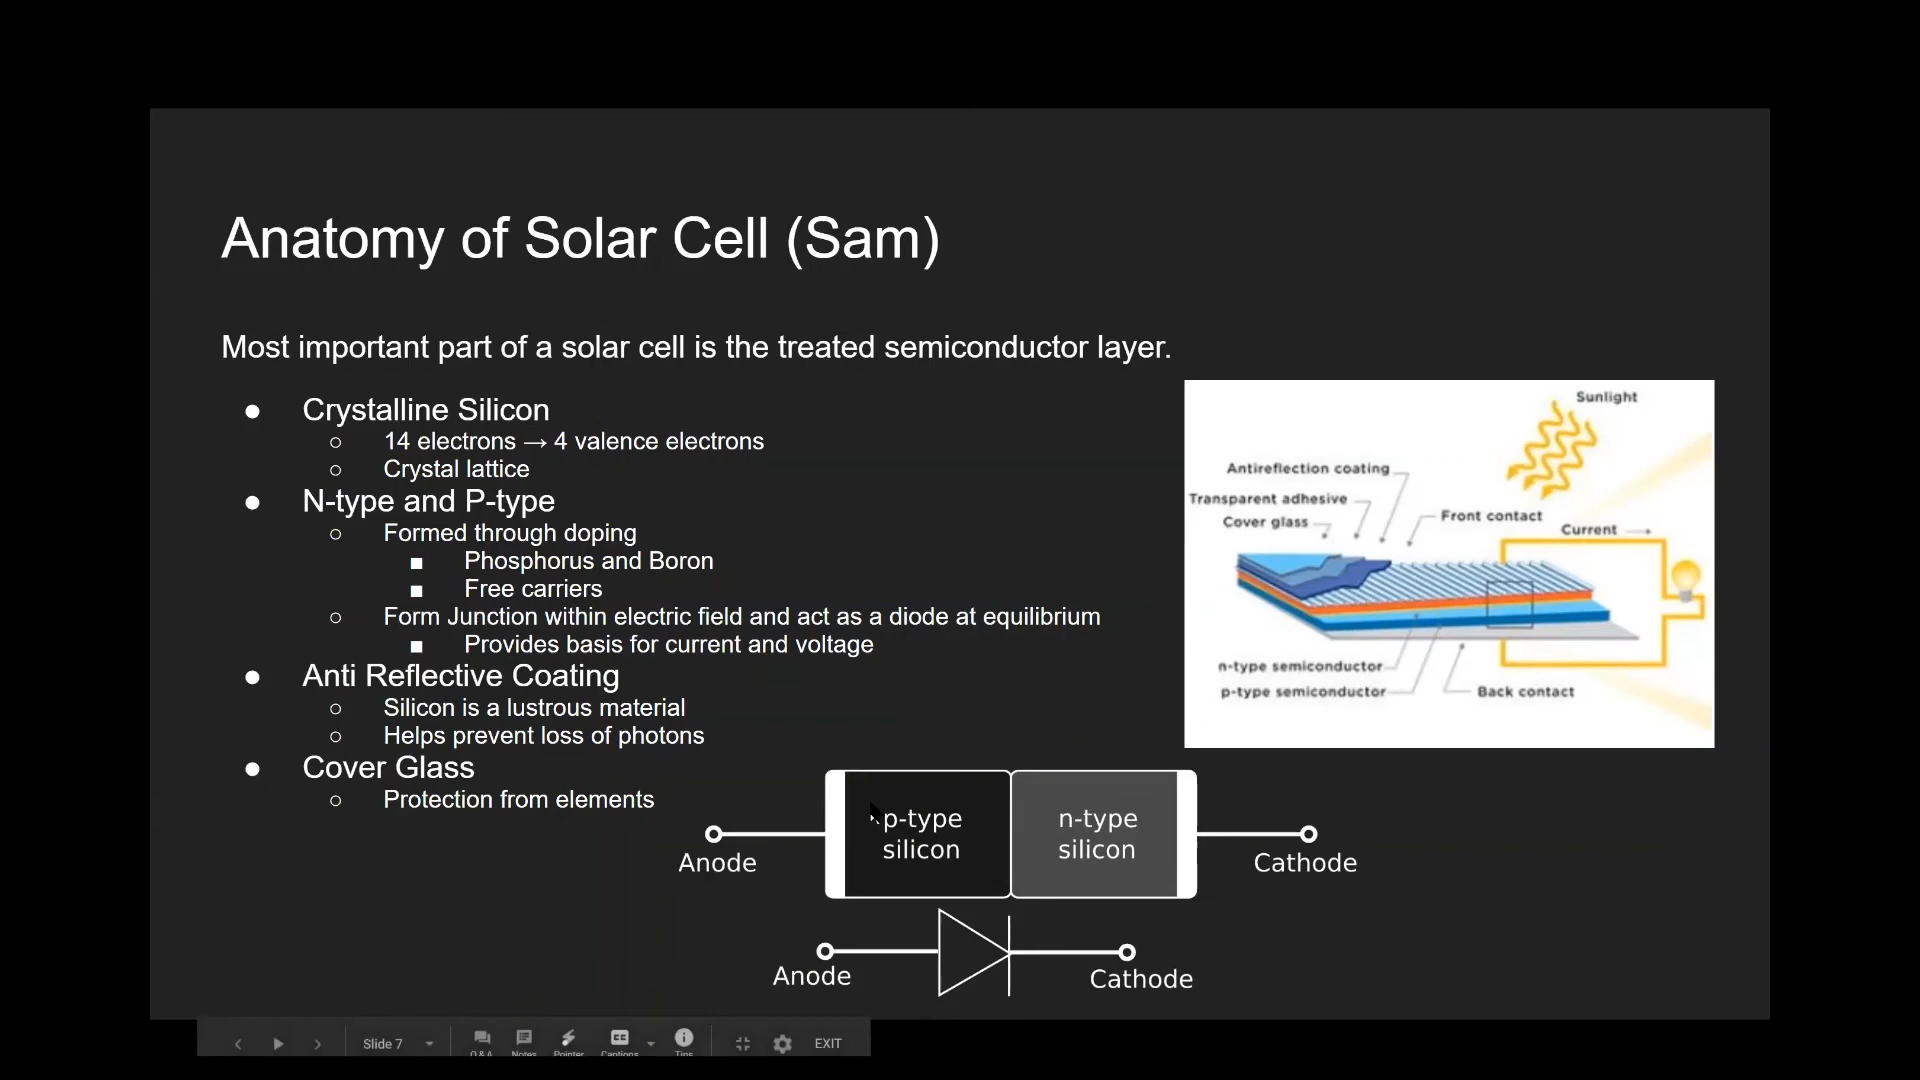 Anatomy of Solar Cell (Sam)
Most important part of a solar cell is the treated semiconductor layer.
● Crystalline Silicon
○ 14 electrons → 4 valence electrons
○ Crystal lattice
● N-type and P-type
○ Formed through doping
■ Phosphorus and Boron
■ Free carriers
○ Form Junction within electric field and act as a diode at equilibrium
■ Provides basis for current and voltage
● Anti Reflective Coating
○ Silicon is a lustrous material
○ Helps prevent loss of photons
● Cover Glass
○ Protection from elements
Sunlight
Antireflection coating
Transparent adhesive
Cover glass
Front contact
Current
n-type semiconductor
p-type semiconductor
Back contact
p-type
silicon
n-type
silicon
Anode
Cathode
Anode
Cathode
Slide 7
Q&A
Notes
Pointer
CC
Captions
Tips
EXIT